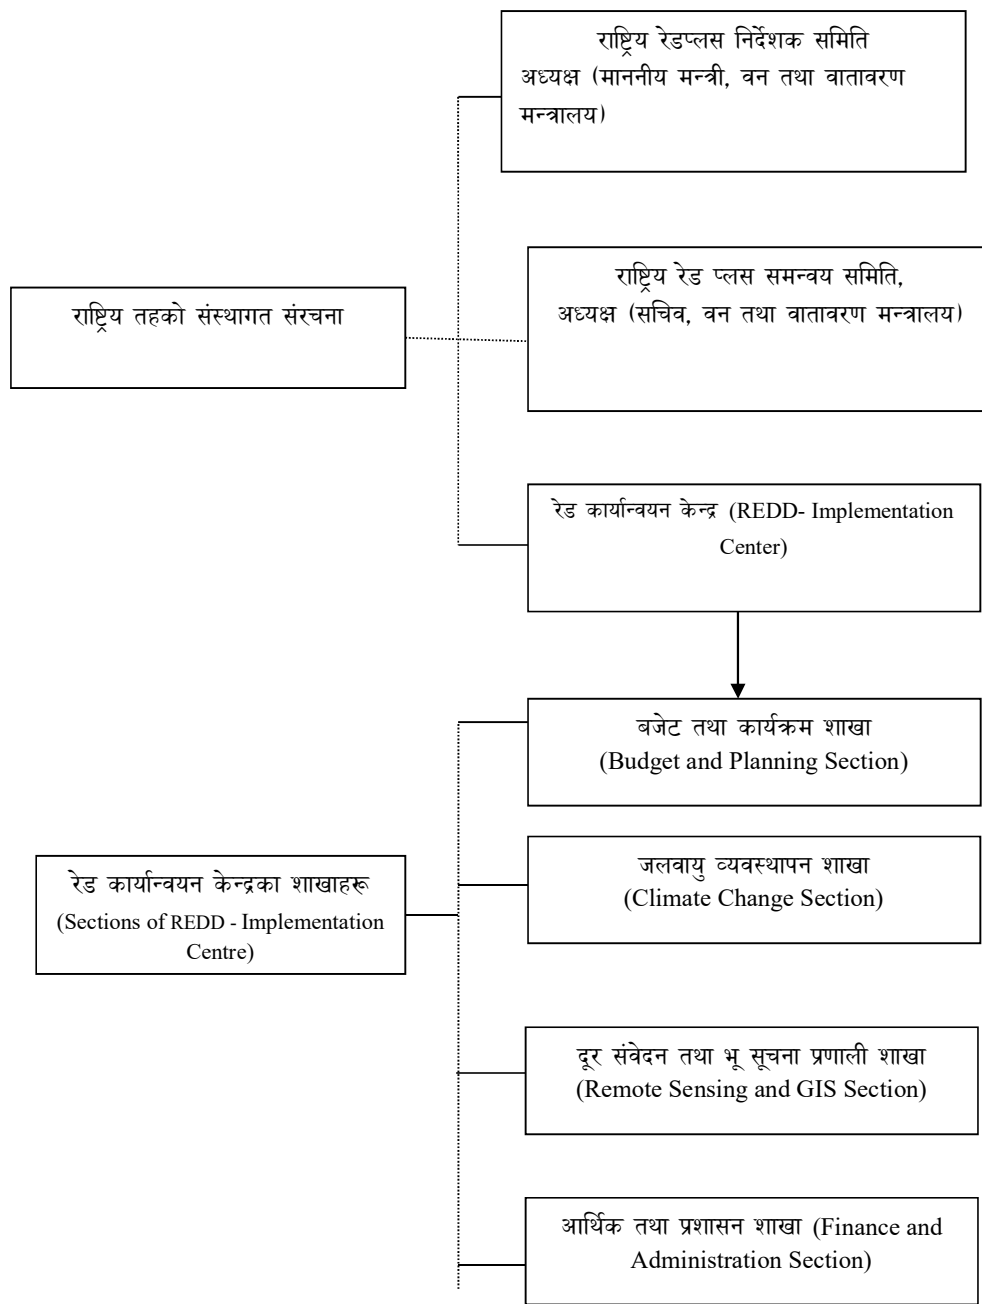 राष्ट्रिय रेडप्लस निर्देशक समिति
अध्यक्ष (माननीय मन्त्री, वन तथा वातावरण
मन्त्रालय)
राष्ट्रिय रेड प्लस समन्वय समिति,
अध्यक्ष (सचिव, वन तथा वातावरण मन्त्रालय)
राष्ट्रिय तहको संस्थागत संरचना
रेड कार्यान्वयन केन्द्र (REDD- Implementation
Center)
बजेट तथा कार्यक्रम शाखा
(Budget and Planning Section)
जलवायु व्यवस्थापन शाखा
(Climate Change Section)
रेड कार्यान्वयन केन्द्रका शाखाहरू
(Sections of REDD - Implementation
Centre)
दूर संवेदन तथा भू सूचना प्रणाली शाखा
(Remote Sensing and GIS Section)
आर्थिक तथा प्रशासन शाखा (Finance and
Administration Section)